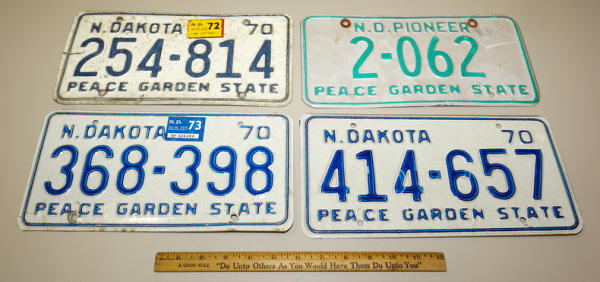 N. DAKOTA N.D. 72 70
254-814
PEACE GARDEN STATE
N.D. PIONEER
2-062
PEACE GARDEN STATE
N. DAKOTA N.D. 73 70
368-398
PEACE GARDEN STATE
N. DAKOTA 70
414-657
PEACE GARDEN STATE
A GOOD RULE "Do Unto Others As You Would Have Them Do Unto You"